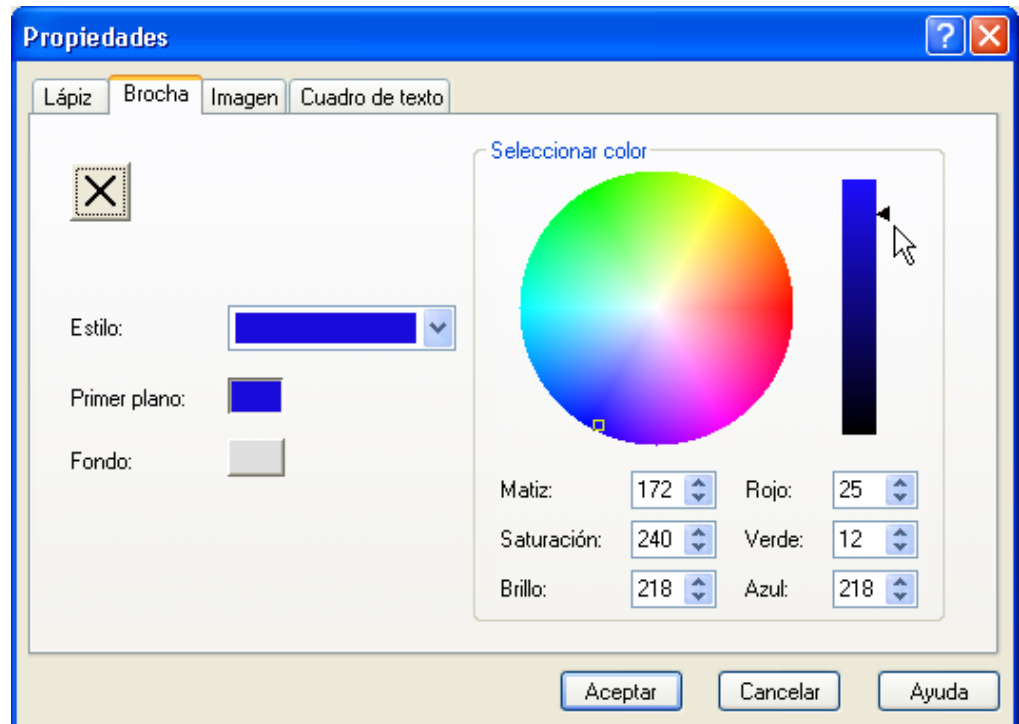 Propiedades
Lápiz Brocha Imagen Cuadro de texto
Seleccionar color
Estilo:
Primer plano:
Fondo:
Matiz: 172 Rojo: 25
Saturación: 240 Verde: 12
Brillo: 218 Azul: 218
Aceptar Cancelar Ayuda